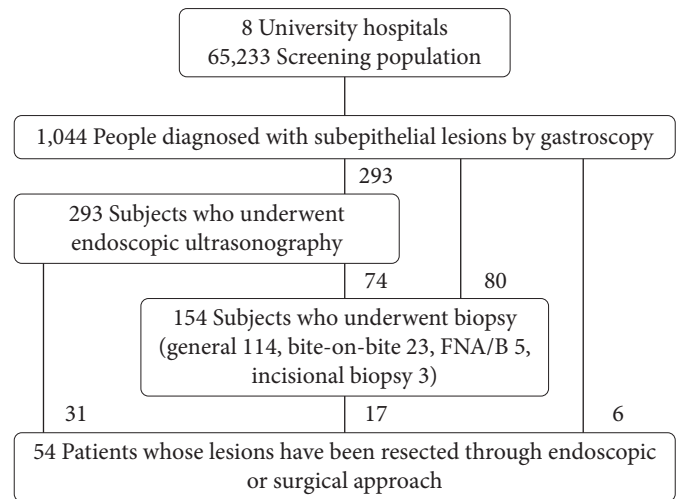 8 University hospitals
65,233 Screening population
1,044 People diagnosed with subepithelial lesions by gastroscopy
293
293 Subjects who underwent
endoscopic ultrasonography
74
80
154 Subjects who underwent biopsy
(general 114, bite-on-bite 23, FNA/B 5,
incisional biopsy 3)
31
17
6
54 Patients whose lesions have been resected through endoscopic
or surgical approach